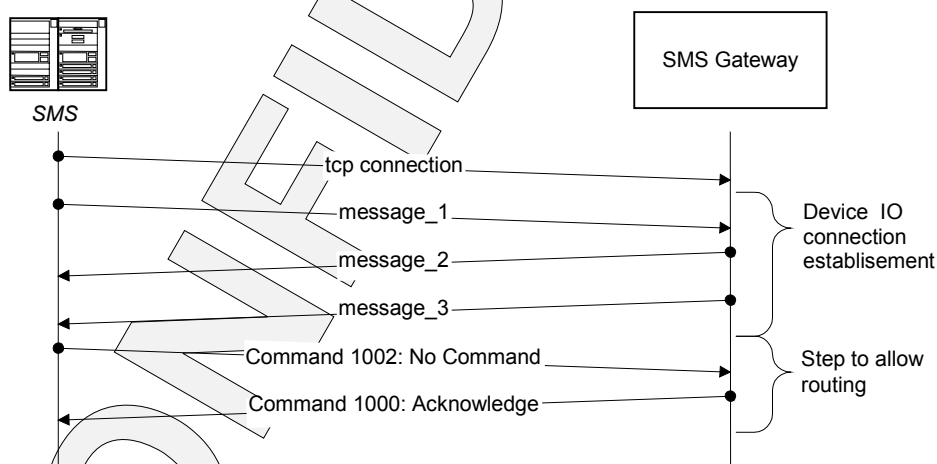 SMS Gateway
SMS
tcp connection
message_1
Device IO
connection
establisement
message_2
message_3
Command 1002: No Command
Step to allow
routing
Command 1000: Acknowledge